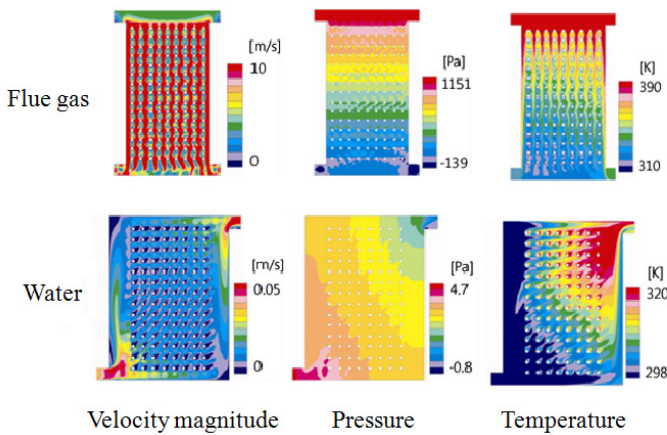 [m/s]
10
0
[Pa]
1151
-139
[K]
390
310
Flue gas
[m/s]
0.05
0
[Pa]
4.7
-0.8
[K]
320
298
Water
Velocity magnitude
Pressure
Temperature